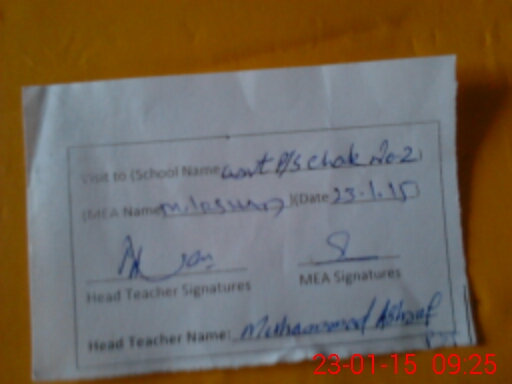 Visit to (School Name Govt P/S Chak No 2)
(MEA Name )(Date 23.1.15
Head Teacher Signatures MEA Signatures
Head Teacher Name: Muhammad Ashraf
23-01-15 09:25